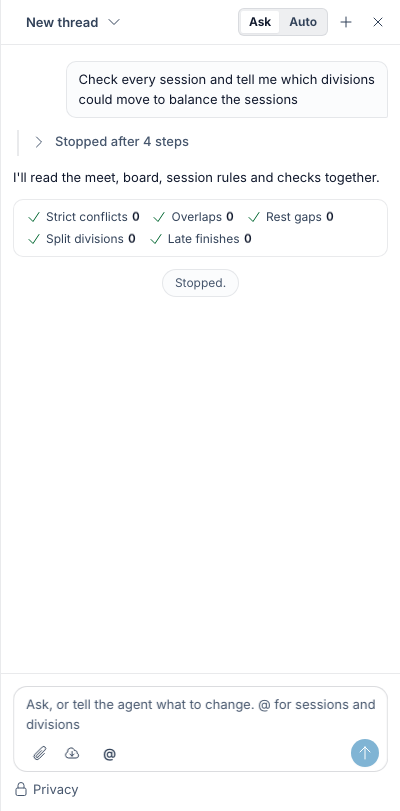 New thread
Ask Auto
Check every session and tell me which divisions
could move to balance the sessions
Stopped after 4 steps
I'll read the meet, board, session rules and checks together.
Strict conflicts 0 Overlaps 0 Rest gaps 0
Split divisions 0 Late finishes 0
Stopped.
Ask, or tell the agent what to change. @ for sessions and
divisions
@
Privacy